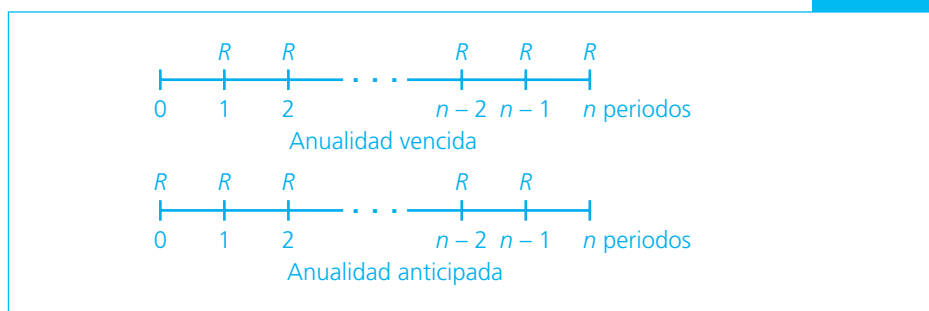 R R R R R
0 1 2 . . . n – 2 n – 1 n periodos
Anualidad vencida
R R R R R
0 1 2 . . . n – 2 n – 1 n periodos
Anualidad anticipada